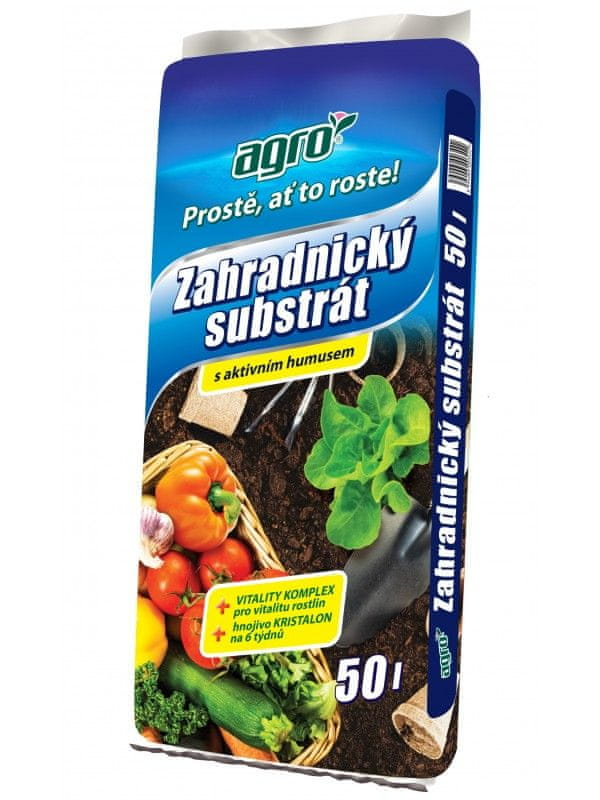 agro®
Prostě, ať to roste!
Zahradnický
substrát
s aktivním humusem
+ VITALITY KOMPLEX
pro vitalitu rostlin
+ hnojivo KRISTALON
na 6 týdnů
50 l
agro Zahradnický substrát 50 l